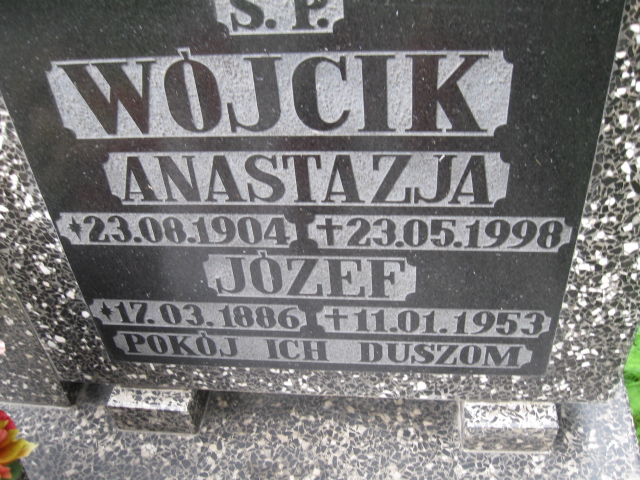 Ś. P.
WÓJCIK
ANASTAZJA
*23.08.1904 †23.05.1998
JÓZEF
*17.03.1886 †11.01.1953
POKÓJ ICH DUSZOM